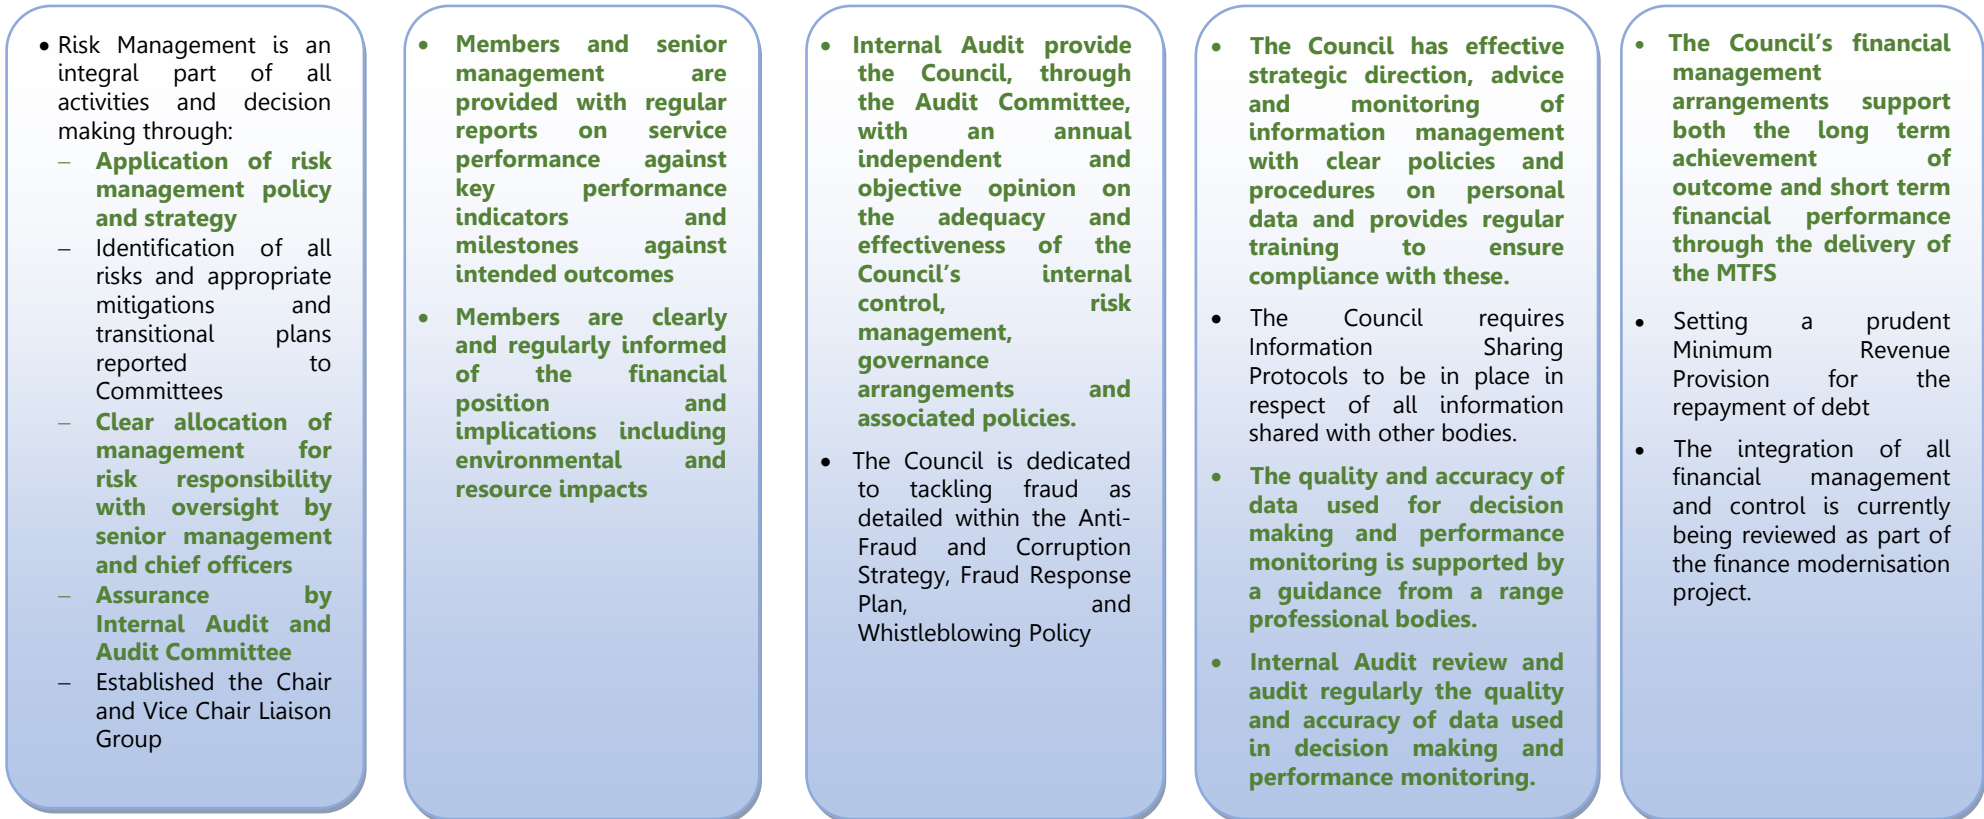 • Risk Management is an
integral part of all
activities and decision
making through:
– Application of risk
management policy
and strategy
– Identification of all
risks and appropriate
mitigations and
transitional plans
reported to
Committees
– Clear allocation of
management for
risk responsibility
with oversight by
senior management
and chief officers
– Assurance by
Internal Audit and
Audit Committee
– Established the Chair
and Vice Chair Liaison
Group
• Members and senior
management are
provided with regular
reports on service
performance against
key performance
indicators and
milestones against
intended outcomes
• Members are clearly
and regularly informed
of the financial
position and
implications including
environmental and
resource impacts
• Internal Audit provide
the Council, through
the Audit Committee,
with an annual
independent and
objective opinion on
the adequacy and
effectiveness of the
Council’s internal
control, risk
management,
governance
arrangements and
associated policies.
• The Council is dedicated
to tackling fraud as
detailed within the Anti-
Fraud and Corruption
Strategy, Fraud Response
Plan, and
Whistleblowing Policy
• The Council has effective
strategic direction, advice
and monitoring of
information management
with clear policies and
procedures on personal
data and provides regular
training to ensure
compliance with these.
• The Council requires
Information Sharing
Protocols to be in place in
respect of all information
shared with other bodies.
• The quality and accuracy of
data used for decision
making and performance
monitoring is supported by
a guidance from a range
professional bodies.
• Internal Audit review and
audit regularly the quality
and accuracy of data used
in decision making and
performance monitoring.
• The Council’s financial
management
arrangements support
both the long term
achievement of
outcome and short term
financial performance
through the delivery of
the MTFS
• Setting a prudent
Minimum Revenue
Provision for the
repayment of debt
• The integration of all
financial management
and control is currently
being reviewed as part of
the finance modernisation
project.